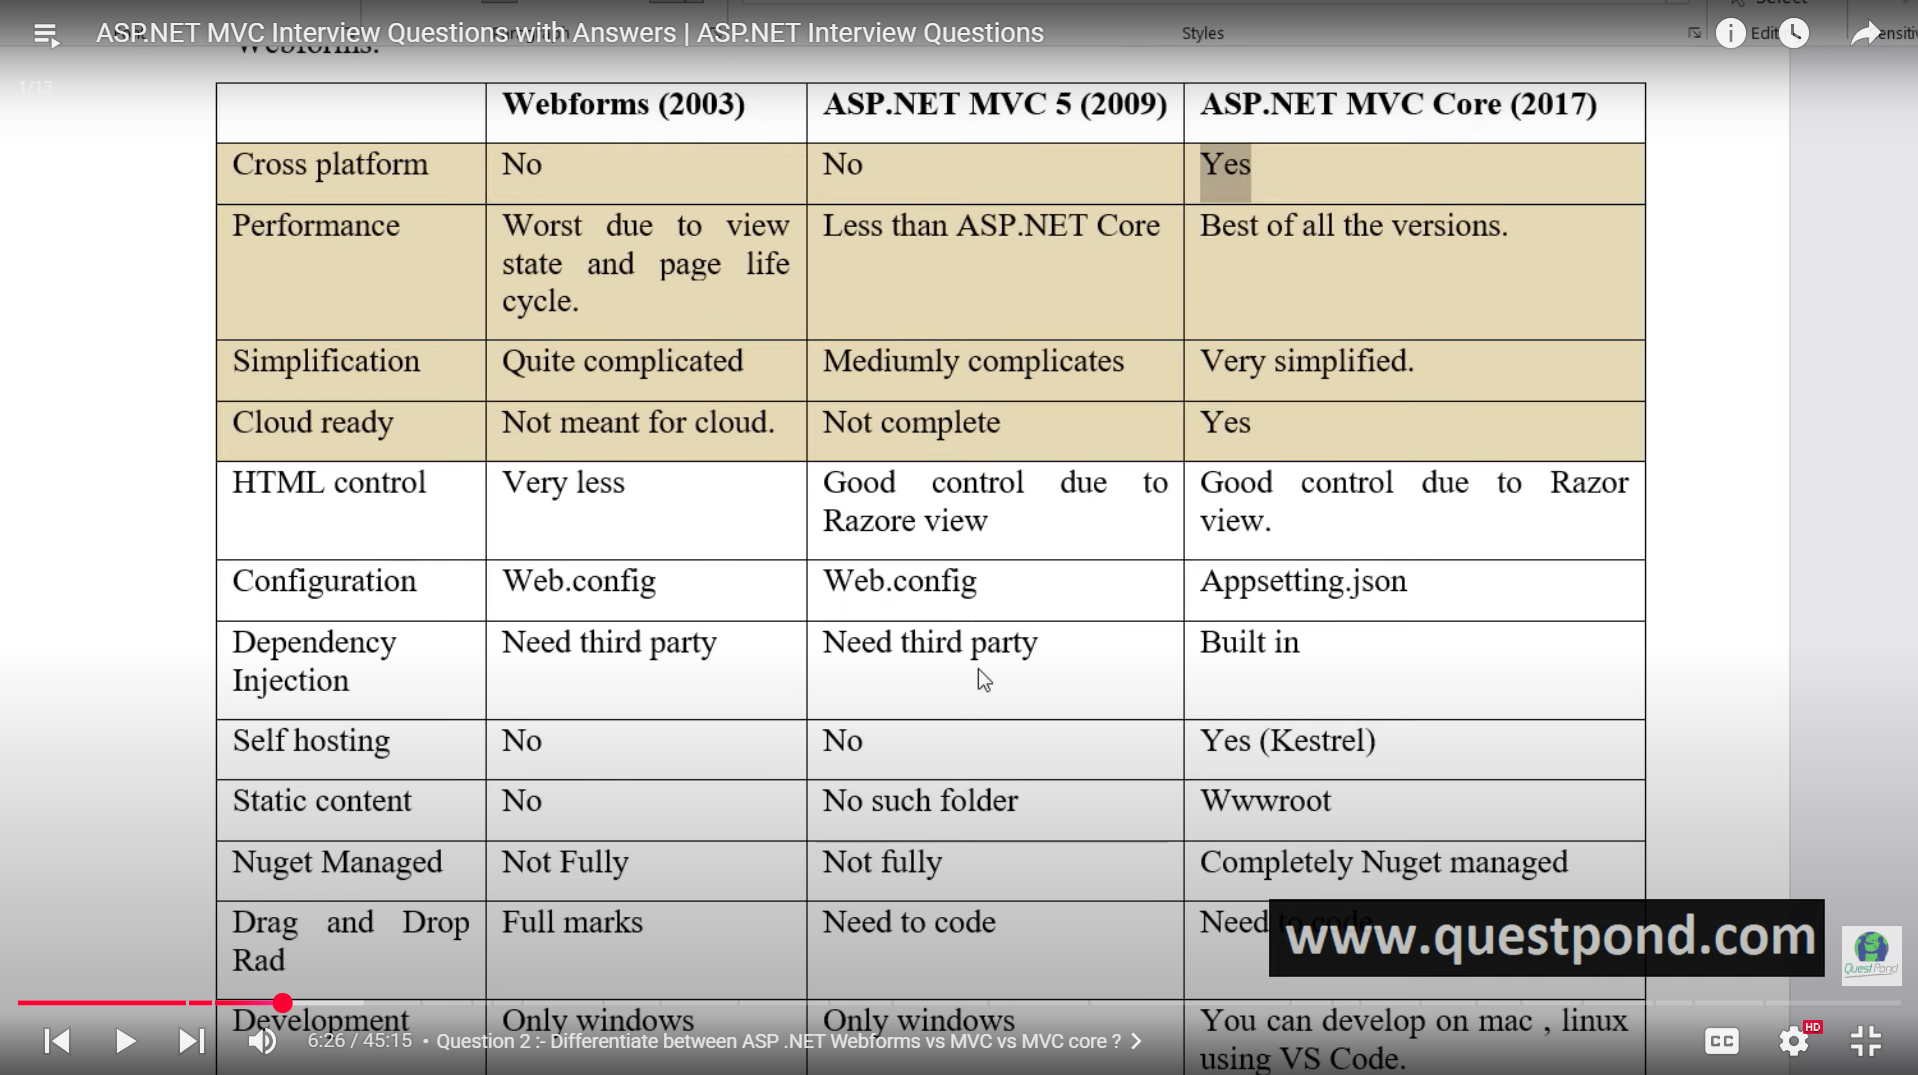 ASP.NET MVC Interview Questions with Answers | ASP.NET Interview Questions
Styles
1/13
Webforms (2003) ASP.NET MVC 5 (2009) ASP.NET MVC Core (2017)
Cross platform No No Yes
Performance Worst due to view Less than ASP.NET Core Best of all the versions.
state and page life
cycle.
Simplification Quite complicated Mediumly complicates Very simplified.
Cloud ready Not meant for cloud. Not complete Yes
HTML control Very less Good control due to Good control due to Razor
Razore view view.
Configuration Web.config Web.config Appsetting.json
Dependency Need third party Need third party Built in
Injection
Self hosting No No Yes (Kestrel)
Static content No No such folder Wwwroot
Nuget Managed Not Fully Not fully Completely Nuget managed
Drag and Drop Full marks Need to code Need to code
Rad
www.questpond.com
QuestPond
Development Only windows Only windows You can develop on mac , linux
using VS Code.
6:26 / 45:15 • Question 2 :- Differentiate between ASP .NET Webforms vs MVC vs MVC core ?
CC
HD